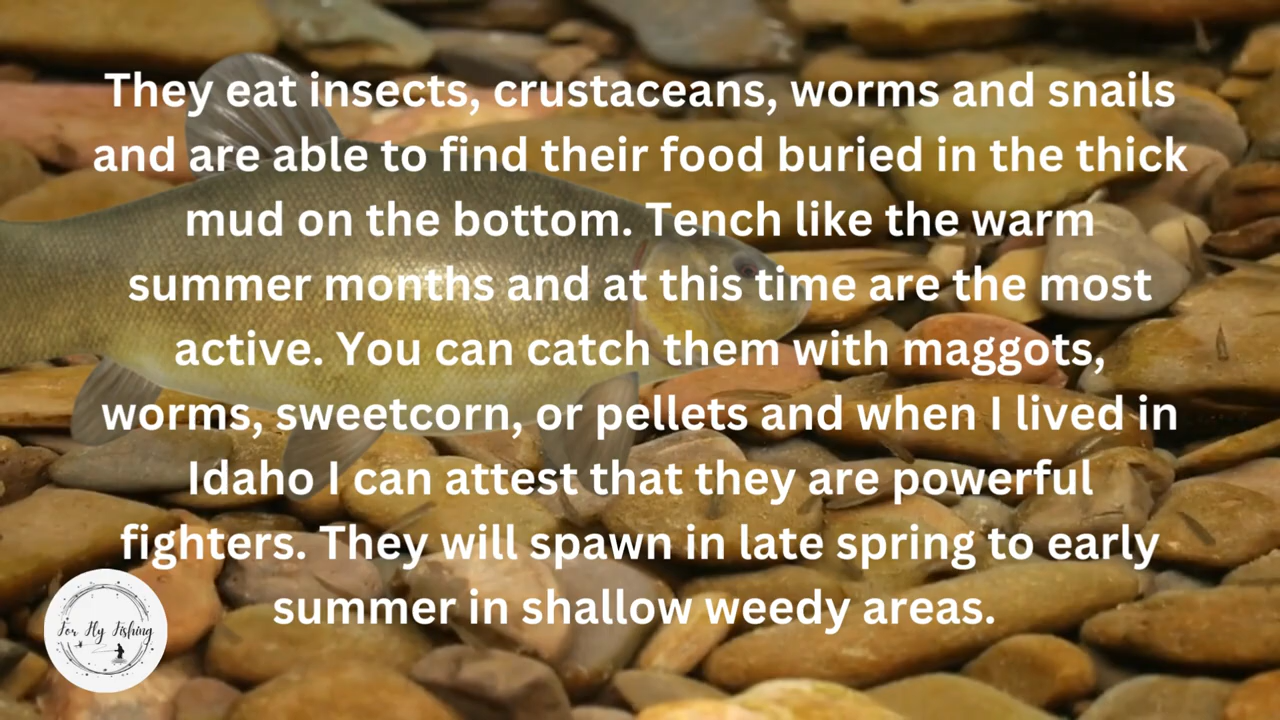 They eat insects, crustaceans, worms and snails
and are able to find their food buried in the thick
mud on the bottom. Tench like the warm
summer months and at this time are the most
active. You can catch them with maggots,
worms, sweetcorn, or pellets and when I lived in
Idaho I can attest that they are powerful
fighters. They will spawn in late spring to early
summer in shallow weedy areas.
For Fly Fishing